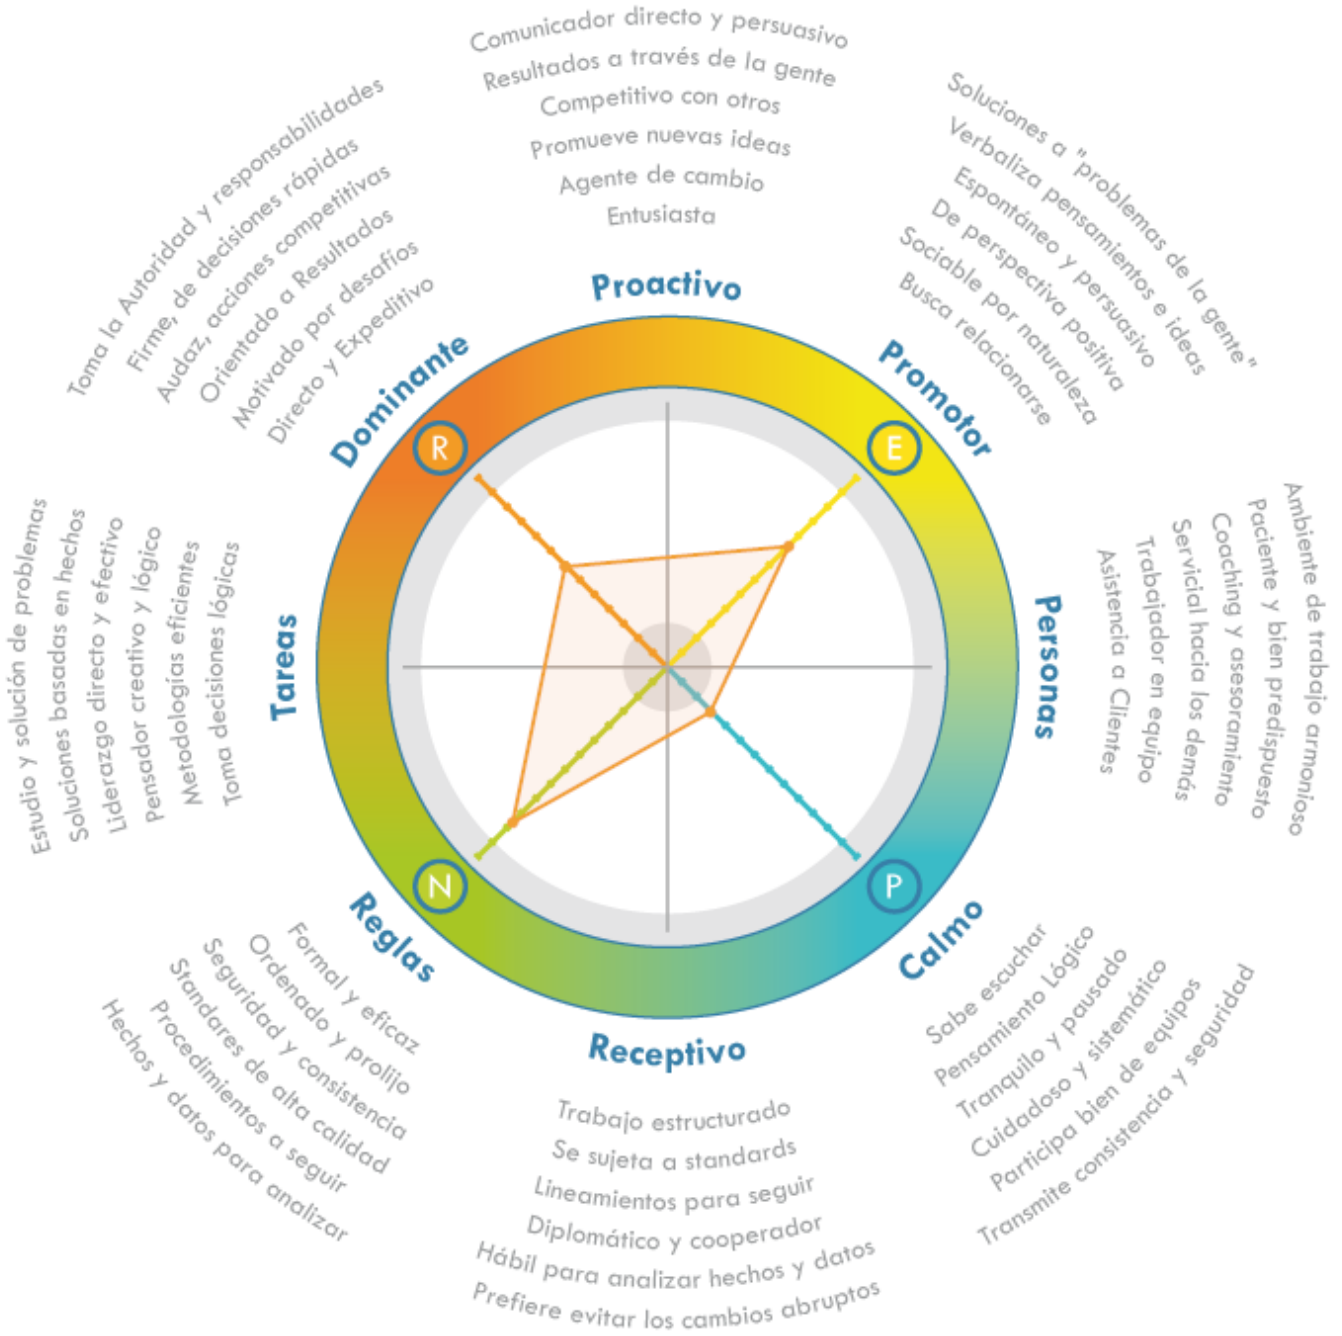 Comunicador directo y persuasivo
Resultados a través de la gente
Competitivo con otros
Promueve nuevas ideas
Agente de cambio
Entusiasta
Proactivo
Soluciones a "problemas de la gente"
Verbaliza pensamientos e ideas
Espontáneo y persuasivo
De perspectiva positiva
Sociable por naturaleza
Busca relacionarse
Promotor
E
Ambiente de trabajo armonioso
Paciente y bien predispuesto
Coaching y asesoramiento
Servicial hacia los demás
Trabajador en equipo
Asistencia a Clientes
Personas
P
Calmo
Sabe escuchar
Pensamiento Lógico
Tranquilo y pausado
Cuidadoso y sistemático
Participa bien de equipos
Transmite consistencia y seguridad
Receptivo
Trabajo estructurado
Se sujeta a standards
Lineamientos para seguir
Diplomático y cooperador
Hábil para analizar hechos y datos
Prefiere evitar los cambios abruptos
N
Reglas
Formal y eficaz
Ordenado y prolijo
Seguridad y consistencia
Standares de alta calidad
Procedimientos a seguir
Hechos y datos para analizar
Estudio y solución de problemas
Soluciones basadas en hechos
Liderazgo directo y efectivo
Pensador creativo y lógico
Metodologías eficientes
Toma decisiones lógicas
Tareas
Toma la Autoridad y responsabilidades
Firme, de decisiones rápidas
Audaz, acciones competitivas
Orientado a Resultados
Motivado por desafíos
Directo y Expeditivo
Dominante
R